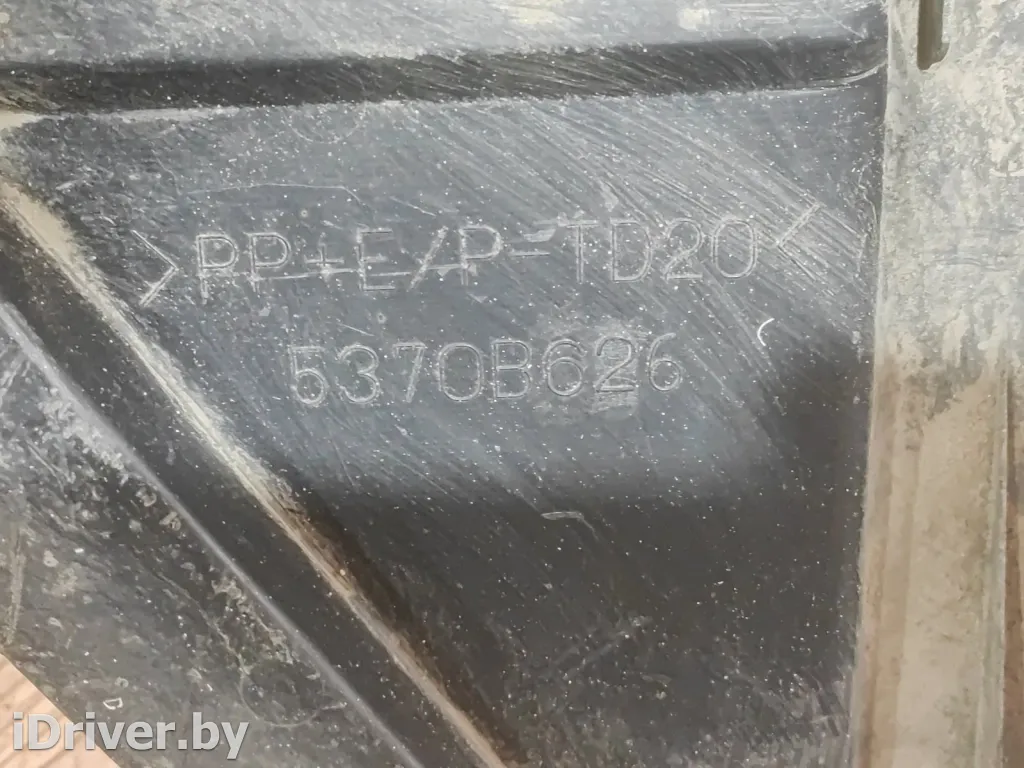 >PP+E/P-TD20<
5370B626
iDriver.by